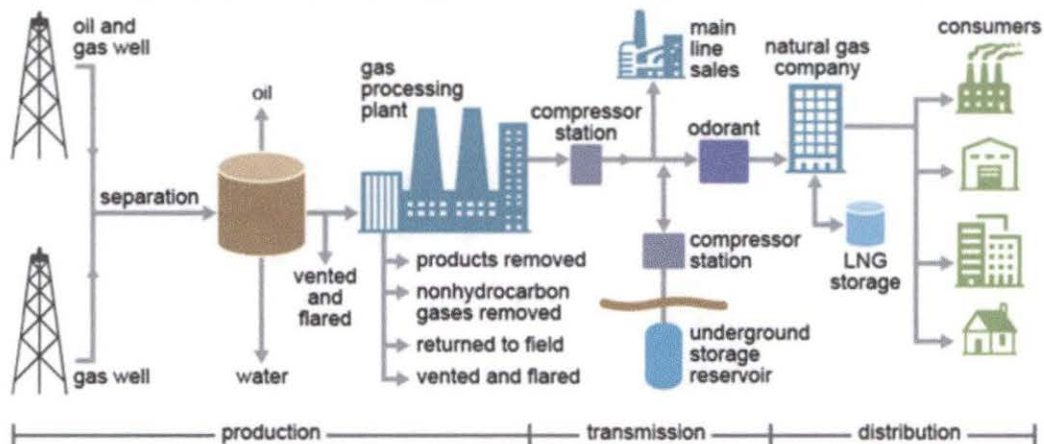 oil and
gas well
oil
separation
gas well
water
vented
and
flared
gas
processing
plant
products removed
nonhydrocarbon
gases removed
returned to field
vented and flared
compressor
station
main
line
sales
odorant
compressor
station
underground
storage
reservoir
natural gas
company
LNG
storage
consumers
production
transmission
distribution